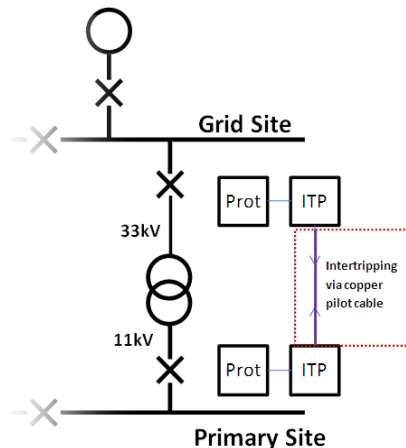 Grid Site
Prot
ITP
33kV
Intertripping
via copper
pilot cable
11kV
Prot
ITP
Primary Site